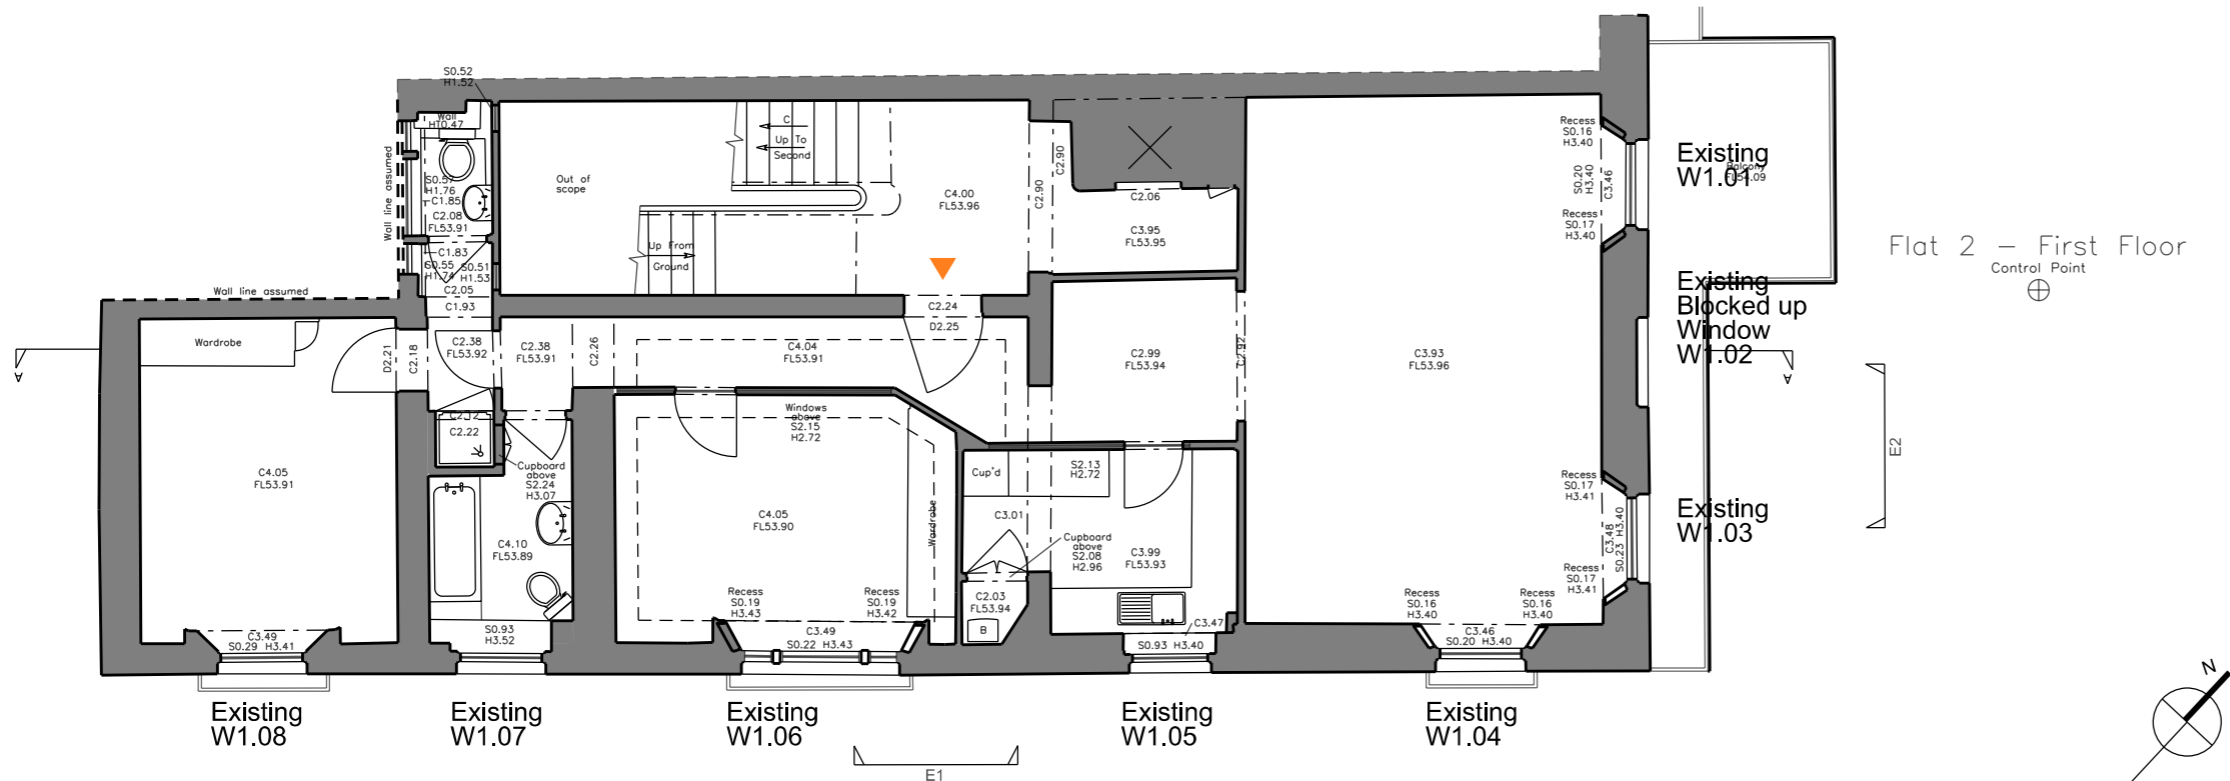 S0.52
H1.52
Wall
HT0.47
Wall line assumed
S0.57
H1.76
C1.85
C2.08
FL53.91
C1.83
S0.55
H1.74
S0.51
H1.53
C2.05
C1.93
Out of
scope
C
Up To
Second
Up From
Ground
C4.00
FL53.96
C2.90
C2.90
C2.06
C3.95
FL53.95
Recess
S0.16
H3.40
S0.20
H3.40
C3.46
Recess
S0.17
H3.40
Existing
W1.01
Balcony
FL54.09
Flat 2 – First Floor
Control Point
Existing
Blocked up
Window
W1.02
A
Wall line assumed
Wardrobe
D2.21
C2.18
C2.38
FL53.92
C2.38
FL53.91
C2.26
C4.04
FL53.91
C2.24
D2.25
C2.99
FL53.94
C2.92
C3.93
FL53.96
A
E2
C2.12
C2.22
Cupboard
above
S2.24
H3.07
Windows
above
S2.15
H2.72
Cup'd
S2.13
H2.72
Recess
S0.17
H3.41
C3.48
S0.23 H3.40
Recess
S0.17
H3.41
Existing
W1.03
C4.05
FL53.91
C4.10
FL53.89
C4.05
FL53.90
Wardrobe
C3.01
Cupboard
above
S2.08
H2.96
C3.99
FL53.93
C2.03
FL53.94
B
Recess
S0.19
H3.43
Recess
S0.19
H3.42
Recess
S0.16
H3.40
Recess
S0.16
H3.40
C3.49
S0.29 H3.41
S0.93
H3.52
C3.49
S0.22 H3.43
C3.47
S0.93 H3.40
C3.46
S0.20 H3.40
Existing
W1.08
Existing
W1.07
Existing
W1.06
Existing
W1.05
Existing
W1.04
E1
N